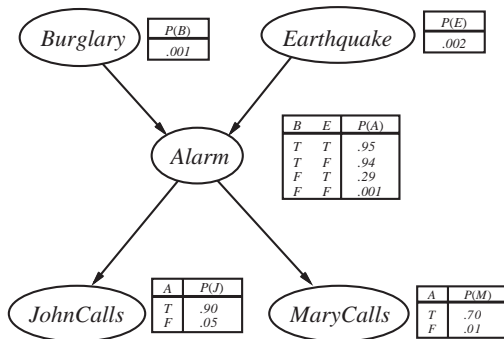 Burglary
P(B)
.001
Earthquake
P(E)
.002
Alarm
B E P(A)
T T .95
T F .94
F T .29
F F .001
JohnCalls
A P(J)
T .90
F .05
MaryCalls
A P(M)
T .70
F .01